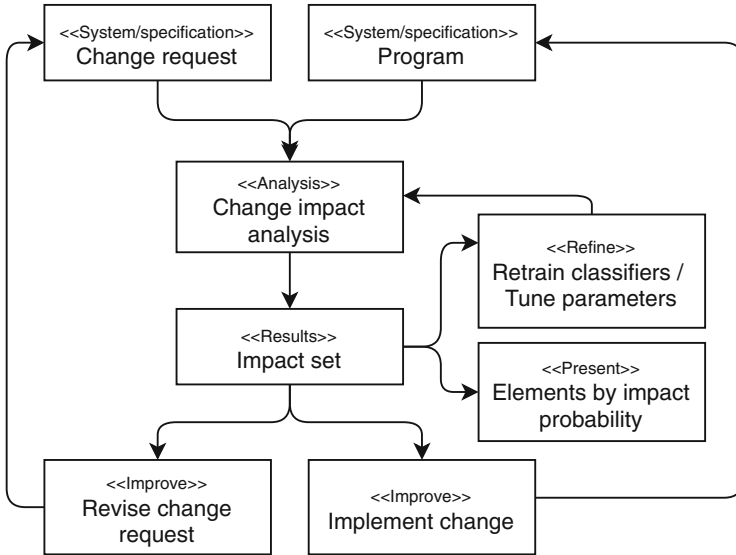 <<System/specification>>
Change request
<<System/specification>>
Program
<<Analysis>>
Change impact
analysis
<<Refine>>
Retrain classifiers /
Tune parameters
<<Results>>
Impact set
<<Present>>
Elements by impact
probability
<<Improve>>
Revise change
request
<<Improve>>
Implement change